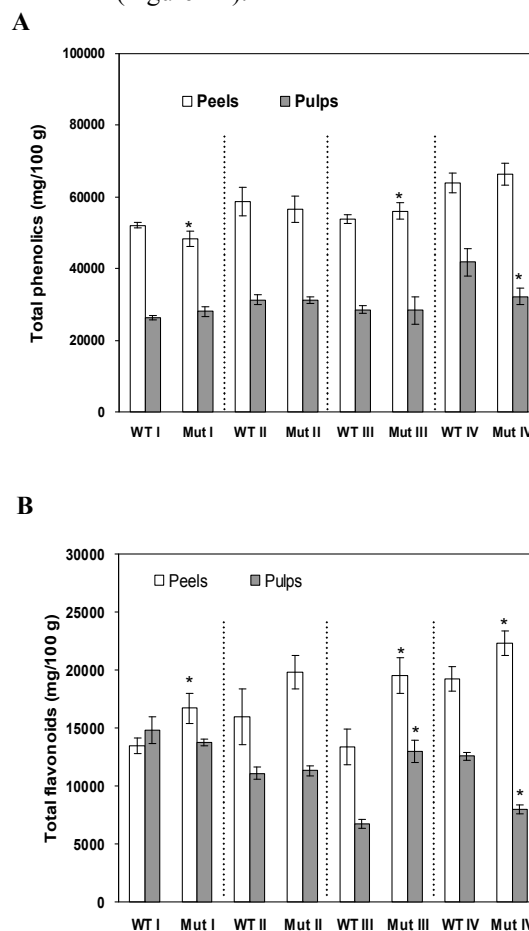 (Figure
A
Total phenolics (mg/100 g)
100000
80000
60000
40000
20000
0
Peels Pulps
* * *
WT I Mut I WT II Mut II WT III Mut III WT IV Mut IV
B
Total flavonoids (mg/100 g)
30000
25000
20000
15000
10000
5000
0
Peels Pulps
* * * * *
WT I Mut I WT II Mut II WT III Mut III WT IV Mut IV